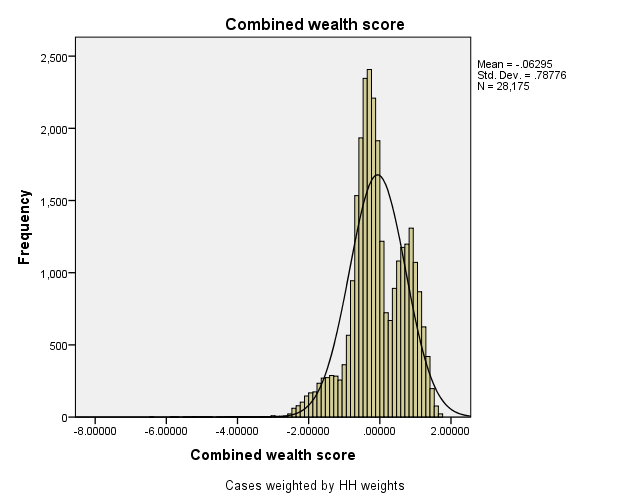 Combined wealth score
Mean = -.06295
Std. Dev. = .78776
N = 28,175
2,500
2,000
1,500
1,000
500
0
Frequency
-8.00000 -6.00000 -4.00000 -2.00000 .00000 2.00000
Combined wealth score
Cases weighted by HH weights